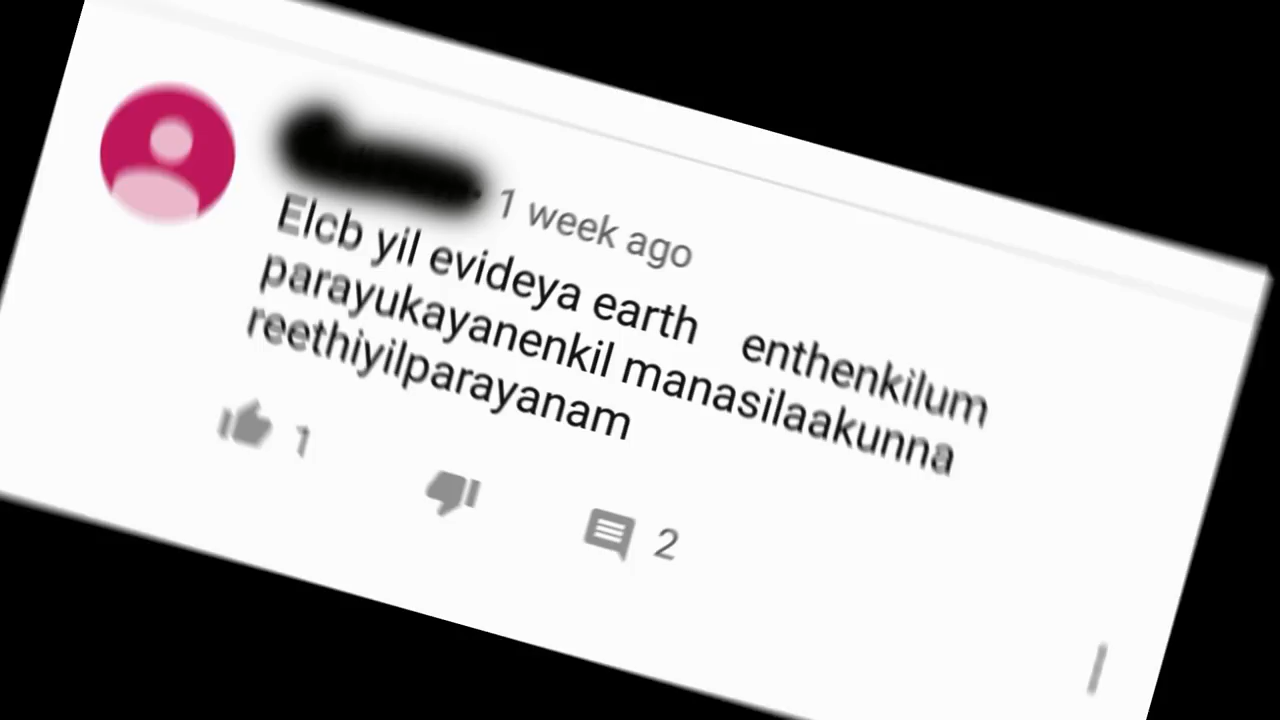 1 week ago
Elcb yil evideya earth enthenkilum
parayukayanenkil manasilaakunna
reethiyilparayanam
1
2